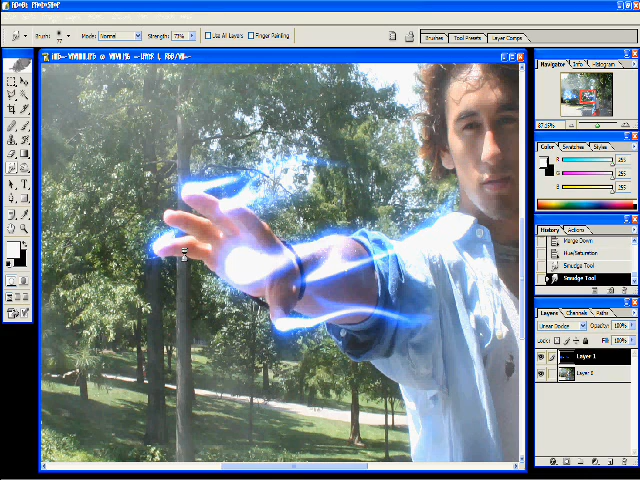 ADOBE PHOTOSHOP
Brush: 77 Mode: Normal Strength: 73% Use All Layers Finger Painting
Brushes Tool Presets Layer Comps
Navigator Info Histogram
Color Swatches Styles
R 255
G 255
B 255
History Actions
Merge Down
Hue/Saturation
Smudge Tool
Smudge Tool
Layers Channels Paths
Linear Dodge Opacity: 100%
Lock: Fill: 100%
Layer 1
Layer 0